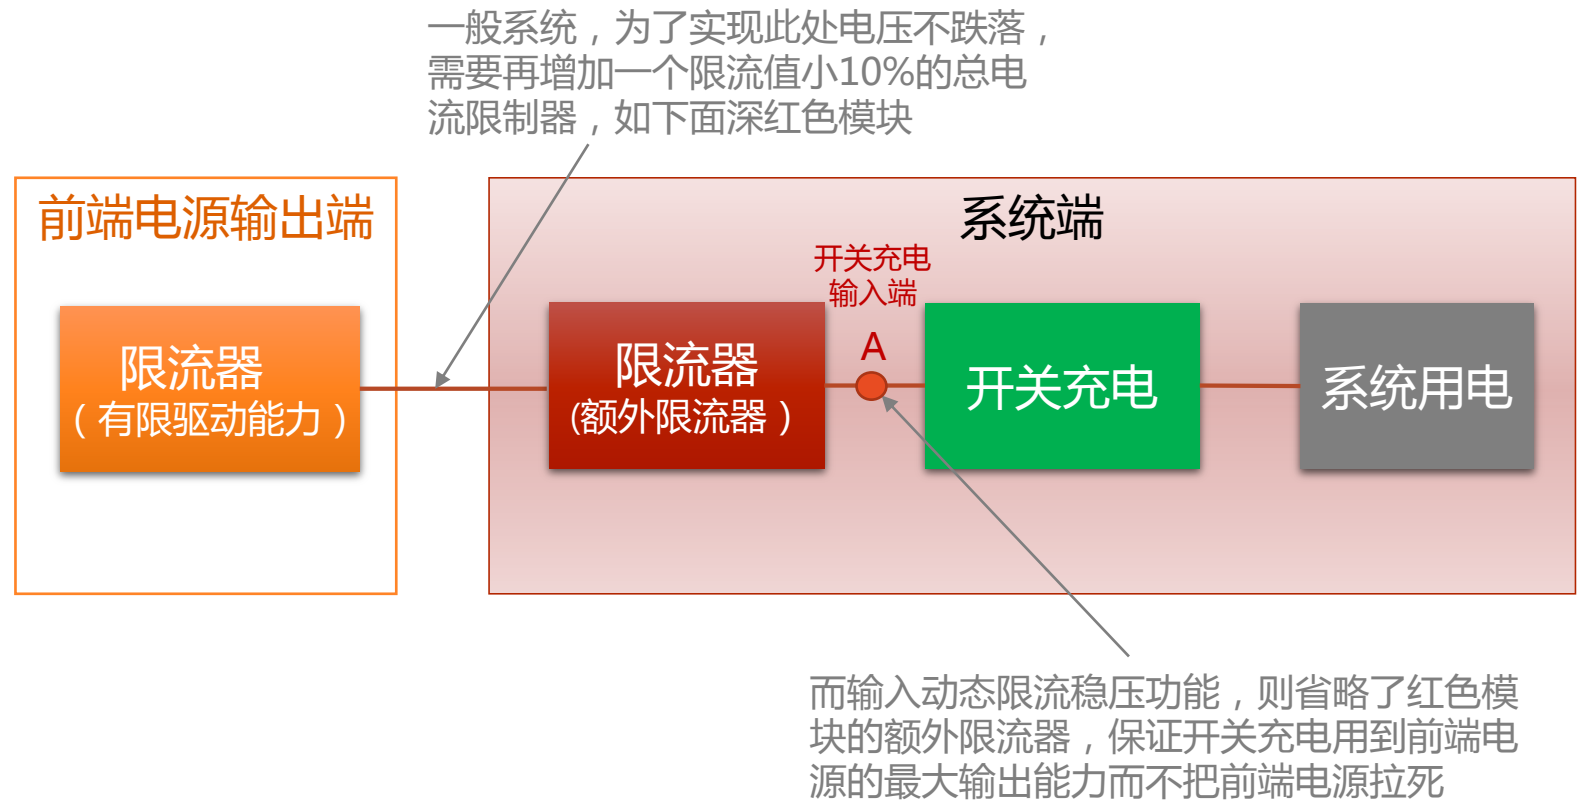 一般系统，为了实现此处电压不跌落，
需要再增加一个限流值小10%的总电
流限制器，如下面深红色模块
前端电源输出端
系统端
开关充电
输入端
A
限流器
（有限驱动能力）
限流器
(额外限流器）
开关充电
系统用电
而输入动态限流稳压功能，则省略了红色模
块的额外限流器，保证开关充电用到前端电
源的最大输出能力而不把前端电源拉死